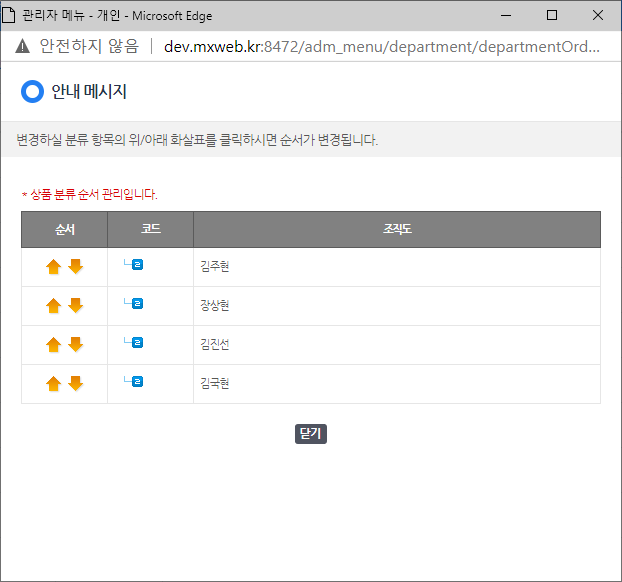 관리자 메뉴 - 개인 - Microsoft Edge
안전하지 않음 | dev.mxweb.kr:8472/adm_menu/department/departmentOrd...
안내 메시지
변경하실 분류 항목의 위/아래 화살표를 클릭하시면 순서가 변경됩니다.
* 상품 분류 순서 관리입니다.
순서 코드 조직도
2 김주현
2 장상현
2 김진선
2 김국현
닫기